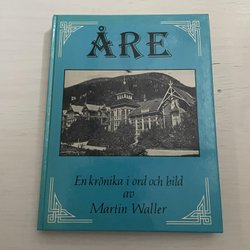 ÅRE
En krönika i ord och bild
av
Martin Waller